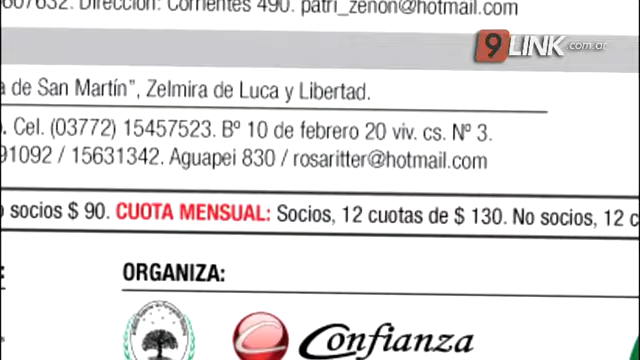 607632. Dirección: Corrientes 490. patri_zenon@hotmail.com
9 LINK.com.ar
de San Martín", Zelmira de Luca y Libertad.
Cel. (03772) 15457523. Bº 10 de febrero 20 viv. cs. Nº 3.
91092 / 15631342. Aguapei 830 / rosaritter@hotmail.com
socios $ 90. CUOTA MENSUAL: Socios, 12 cuotas de $ 130. No socios, 12 c
ORGANIZA:
Confianza